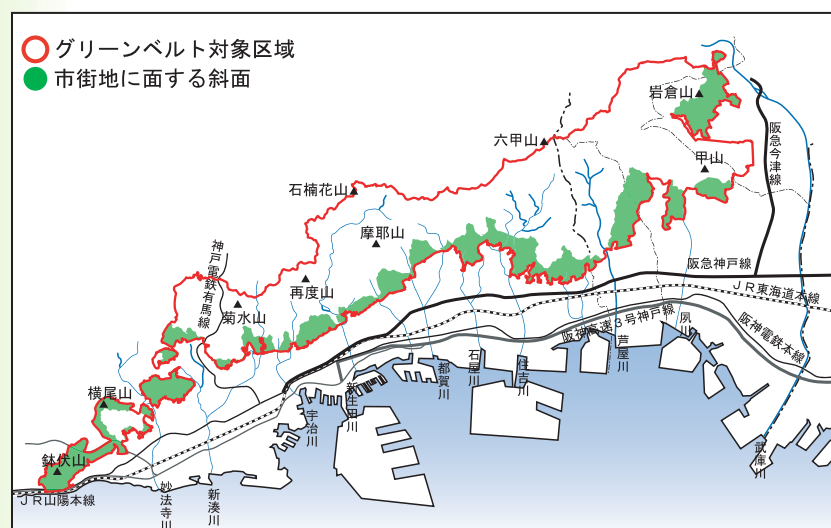 グリーンベルト対象区域
市街地に面する斜面
岩倉山
六甲山
甲山
阪急今津線
石楠花山
摩耶山
神戸電鉄有馬線
再度山
菊水山
阪急神戸線
JR東海道本線
阪神高速3号神戸線
夙川
阪神電鉄本線
芦屋川
住吉川
石屋川
都賀川
新生田川
宇治川
横尾山
鉢伏山
JR山陽本線
妙法寺川
新湊川
武庫川